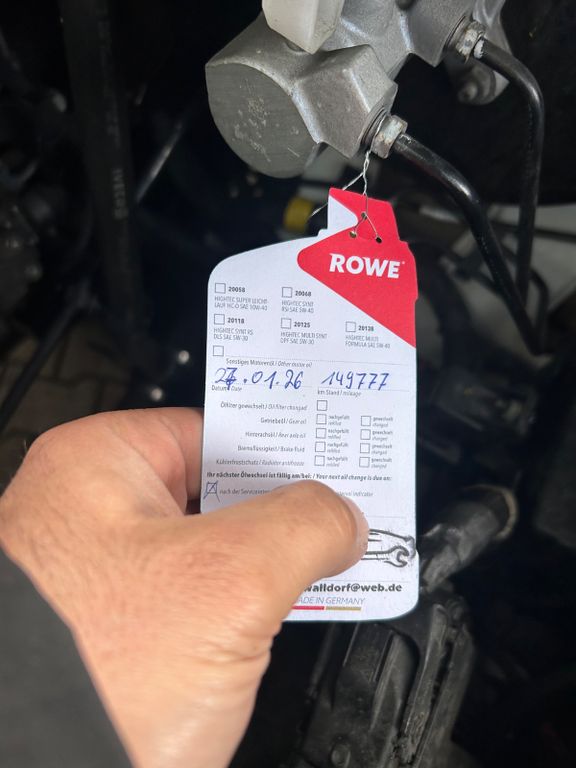 ROWE
20058
HIGHTEC SUPER LEICHT-
LAUF HC-O SAE 10W-40
20068
HIGHTEC SYNT
RSi SAE 5W-40
20118
HIGHTEC SYNT RS
DLS SAE 5W-30
20125
HIGHTEC MULTI SYNT
DPF SAE 5W-30
20138
HIGHTEC MULTI
FORMULA SAE 5W-40
Sonstiges Motorenöl / Other motor oil
27.01.26 149777
Datum / Date km Stand / mileage
Ölfilter gewechselt / Oil filter changed
Getriebeöl / Gear oil nachgefüllt refilled gewechselt changed
Hinterachsöl / Rear axle oil nachgefüllt refilled gewechselt changed
Bremsflüssigkeit / Brake fluid nachgefüllt refilled gewechselt changed
Kühlerfrostschutz / Radiator antifreeze nachgefüllt refilled gewechselt changed
Ihr nächster Ölwechsel ist fällig am/bei: / Your next oil change is due on:
nach der indicator
walldorf@web.de
MADE IN GERMANY